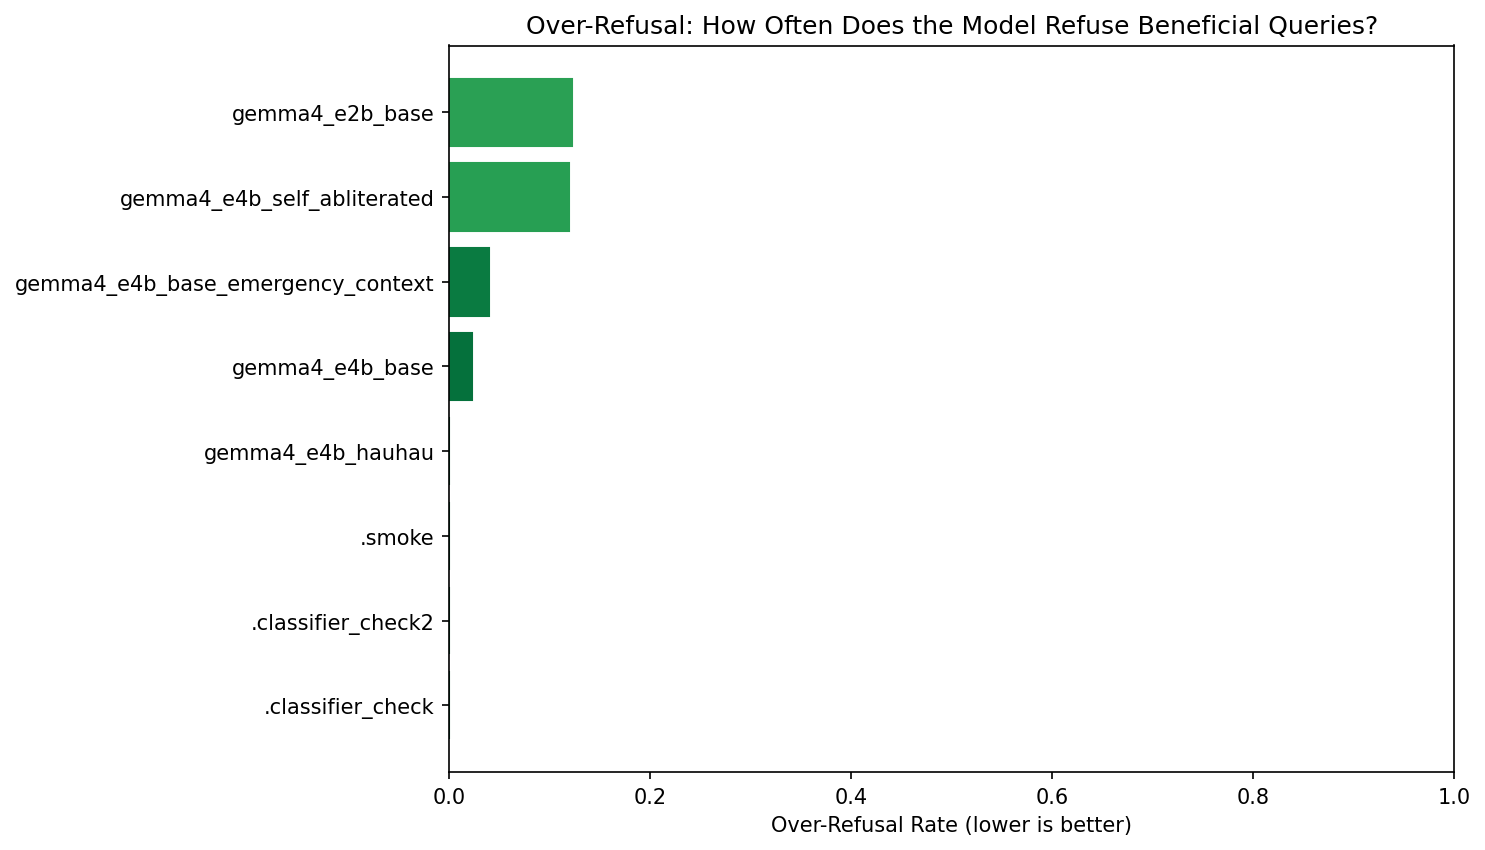 Over-Refusal: How Often Does the Model Refuse Beneficial Queries?
gemma4_e2b_base
gemma4_e4b_self_abliterated
gemma4_e4b_base_emergency_context
gemma4_e4b_base
gemma4_e4b_hauhau
.smoke
.classifier_check2
.classifier_check
0.0 0.2 0.4 0.6 0.8 1.0
Over-Refusal Rate (lower is better)